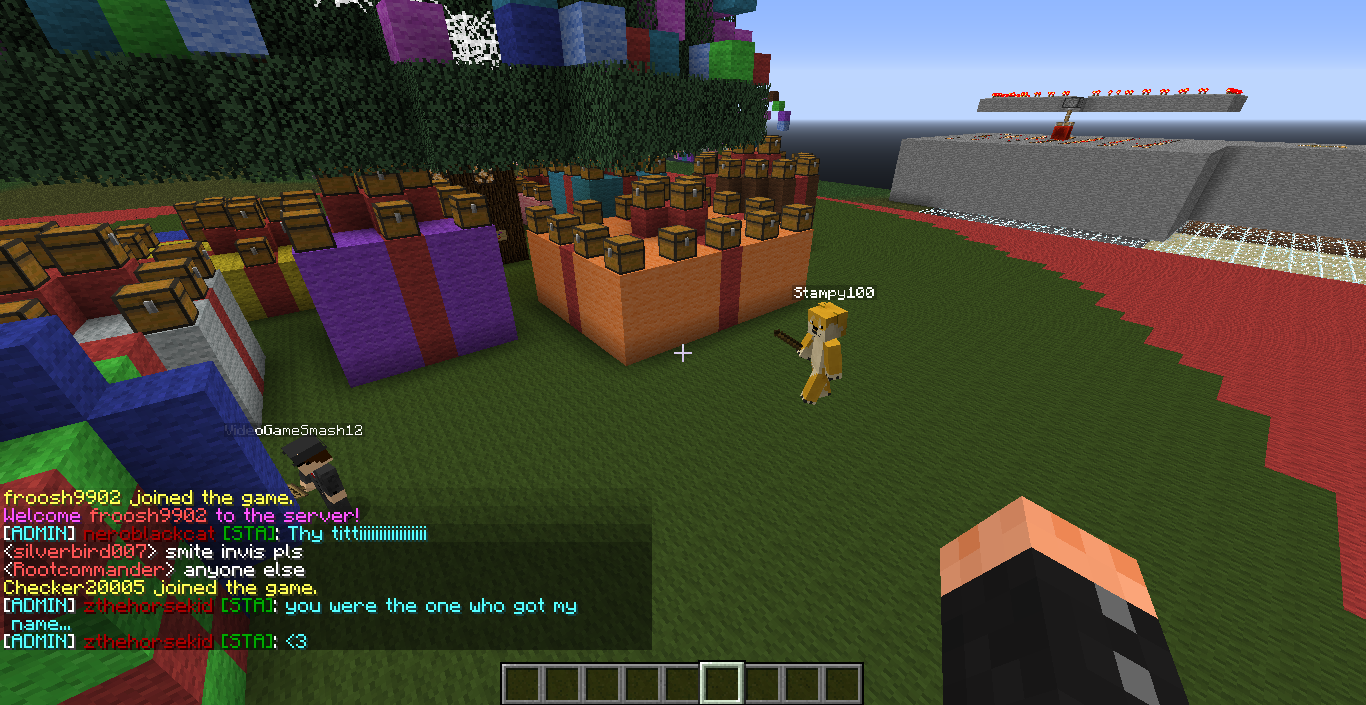 Stampy100
VideoGameSmash12
froosh9902 joined the game.
Welcome froosh9902 to the server!
[ADMIN] neroblackcat [STA]: Thy tittiiiiiiiiiiiiiii
<silverbird007> smite invis pls
<Rootcommander> anyone else
Checker20005 joined the game.
[ADMIN] zthehorsekid [STA]: you were the one who got my
name...
[ADMIN] zthehorsekid [STA]: <3